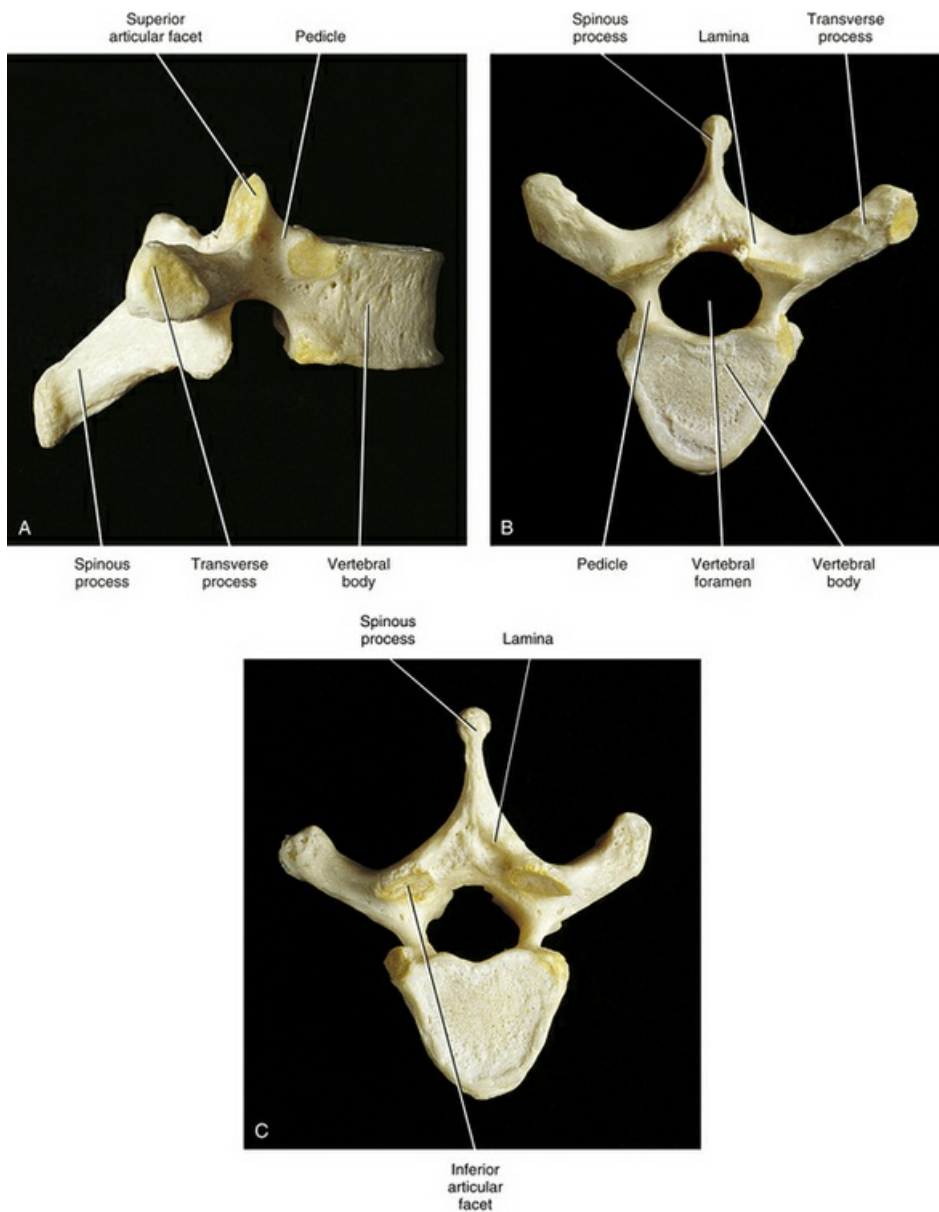 Superior
articular facet
Pedicle
Spinous
process
Lamina
Transverse
process
A
B
Spinous
process
Transverse
process
Vertebral
body
Pedicle
Vertebral
foramen
Vertebral
body
Spinous
process
Lamina
C
Inferior
articular
facet